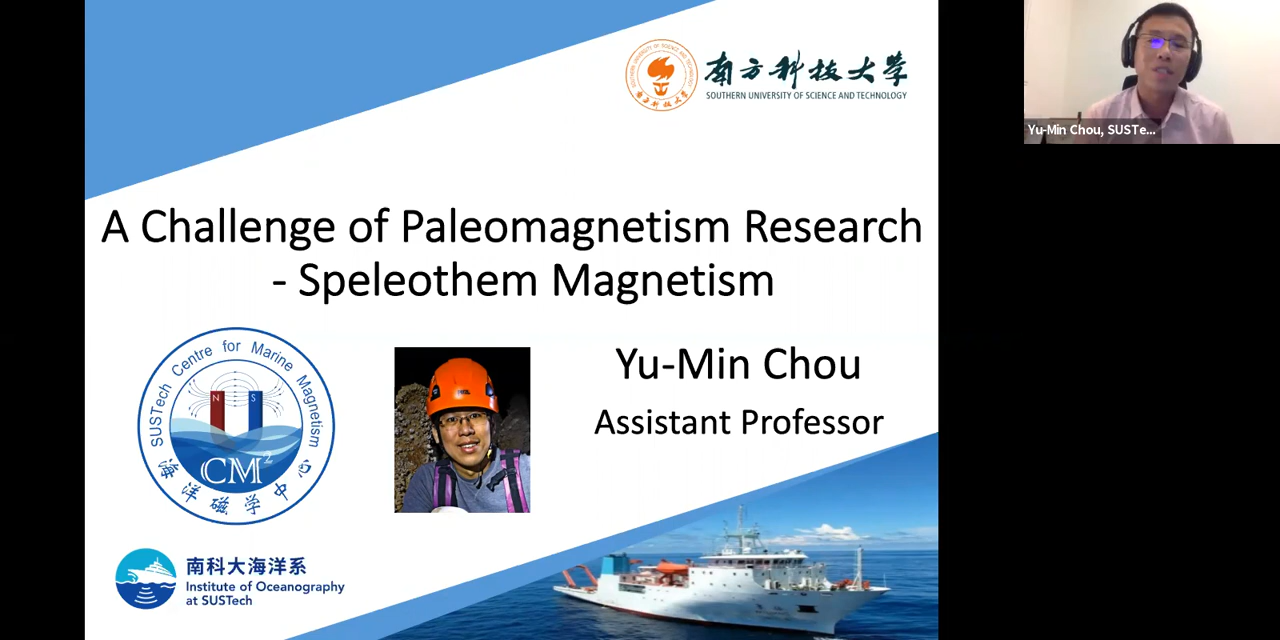 南方科技大学
SOUTHERN UNIVERSITY OF SCIENCE AND TECHNOLOGY
Yu-Min Chou, SUSTe...
A Challenge of Paleomagnetism Research
- Speleothem Magnetism
SUSTech Centre for Marine Magnetism
N S
CM²
海洋磁学中心
Yu-Min Chou
Assistant Professor
南科大海洋系
Institute of Oceanography
at SUSTech